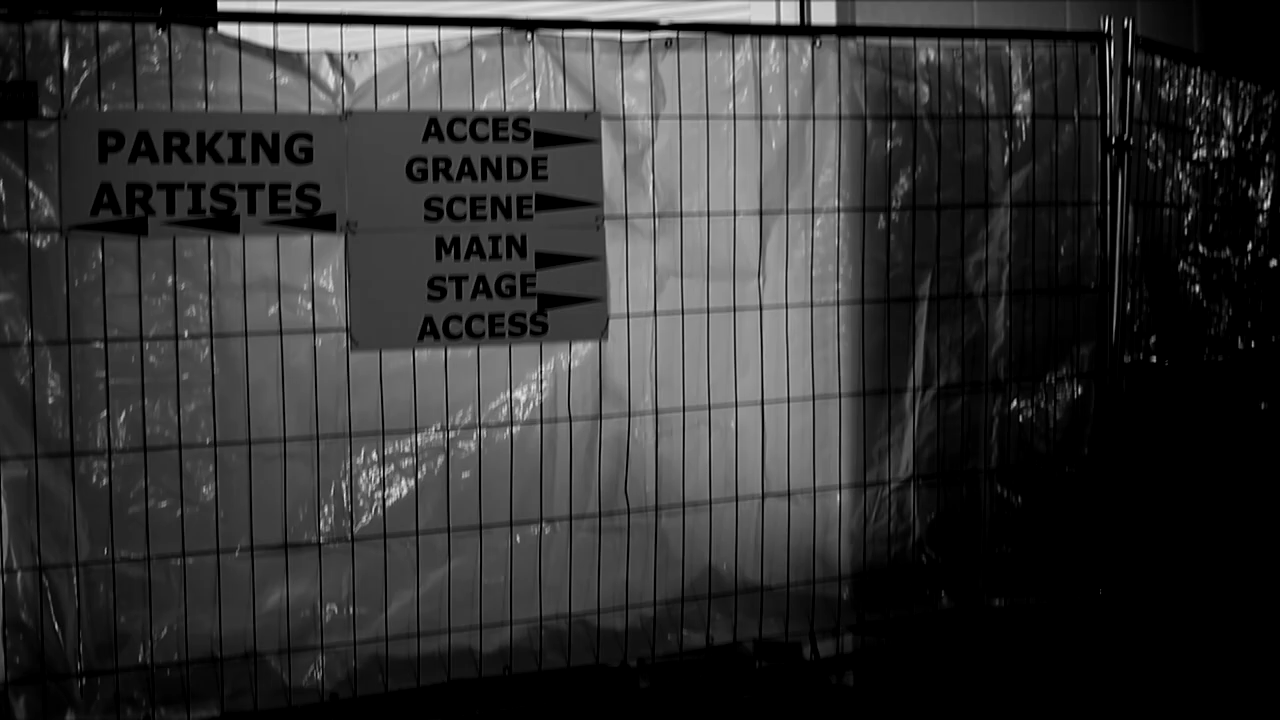 PARKING
ARTISTES
ACCES
GRANDE
SCENE
MAIN
STAGE
ACCESS